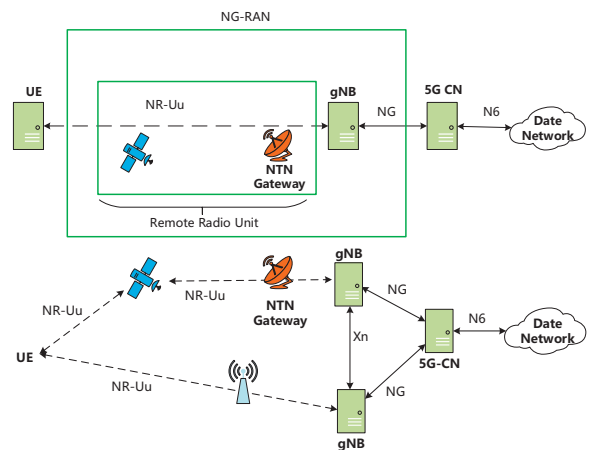 NG-RAN
UE
NR-Uu
gNB
NG
5G CN
N6
Date
Network
NTN
Gateway
Remote Radio Unit
gNB
NR-Uu
NR-Uu
NTN
Gateway
NG
N6
Date
Network
UE
Xn
5G-CN
NR-Uu
NG
gNB